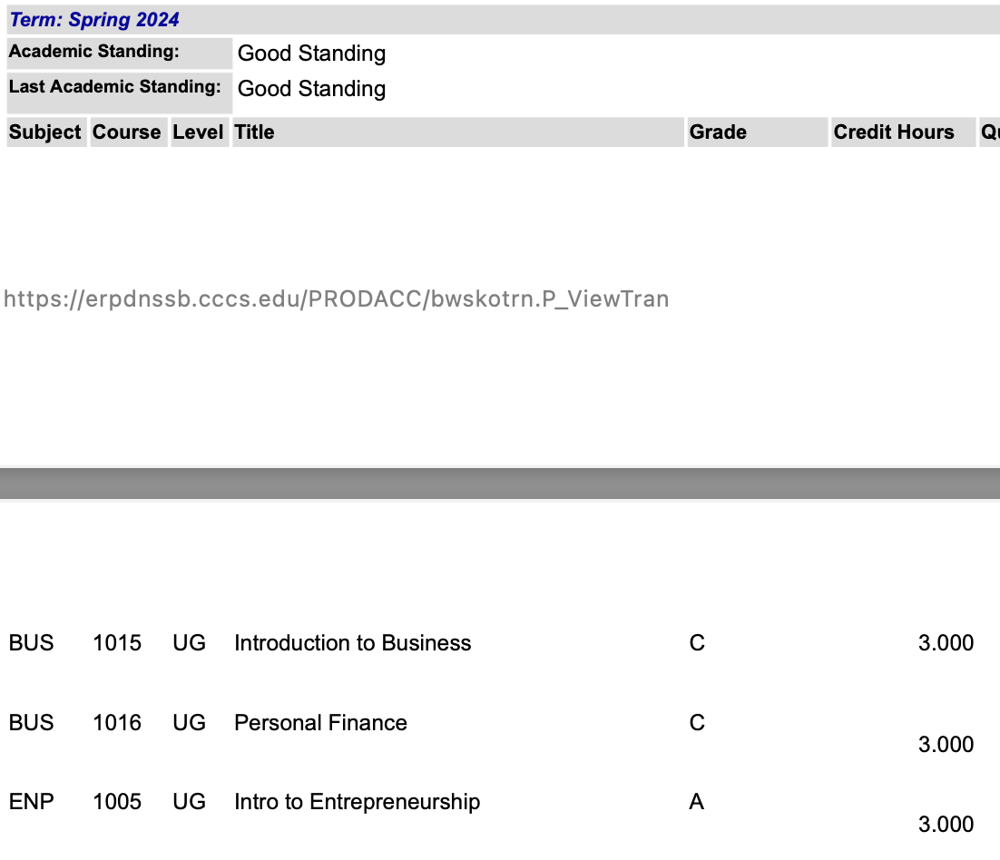 Term: Spring 2024
Academic Standing: Good Standing
Last Academic Standing: Good Standing
Subject Course Level Title Grade Credit Hours
https://erpdnssb.cccs.edu/PRODACC/bwskotrn.P_ViewTran
BUS 1015 UG Introduction to Business C 3.000
BUS 1016 UG Personal Finance C 3.000
ENP 1005 UG Intro to Entrepreneurship A 3.000